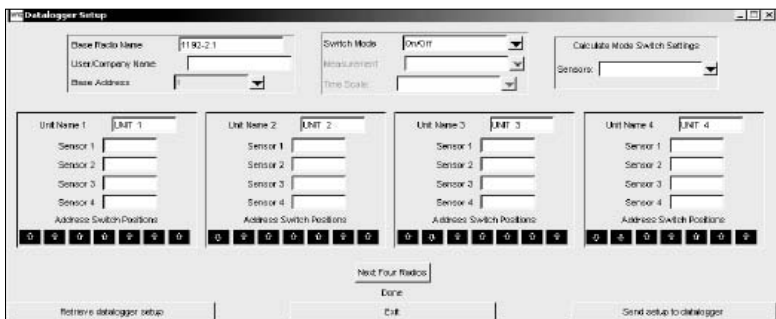 Datalogger Setup
Base Radio Name 1192-2.1
User/Company Name
Base Address 1
Switch Mode On/Off
Measurement
Time Scale
Calculate Mode Switch Settings
Sensors:
Unit Name 1 UNIT 1
Sensor 1
Sensor 2
Sensor 3
Sensor 4
Address Switch Positions
Unit Name 2 UNIT 2
Sensor 1
Sensor 2
Sensor 3
Sensor 4
Address Switch Positions
Unit Name 3 UNIT 3
Sensor 1
Sensor 2
Sensor 3
Sensor 4
Address Switch Positions
Unit Name 4 UNIT 4
Sensor 1
Sensor 2
Sensor 3
Sensor 4
Address Switch Positions
Next Four Radios
Done
Retrieve datalogger setup
Exit
Send setup to datalogger